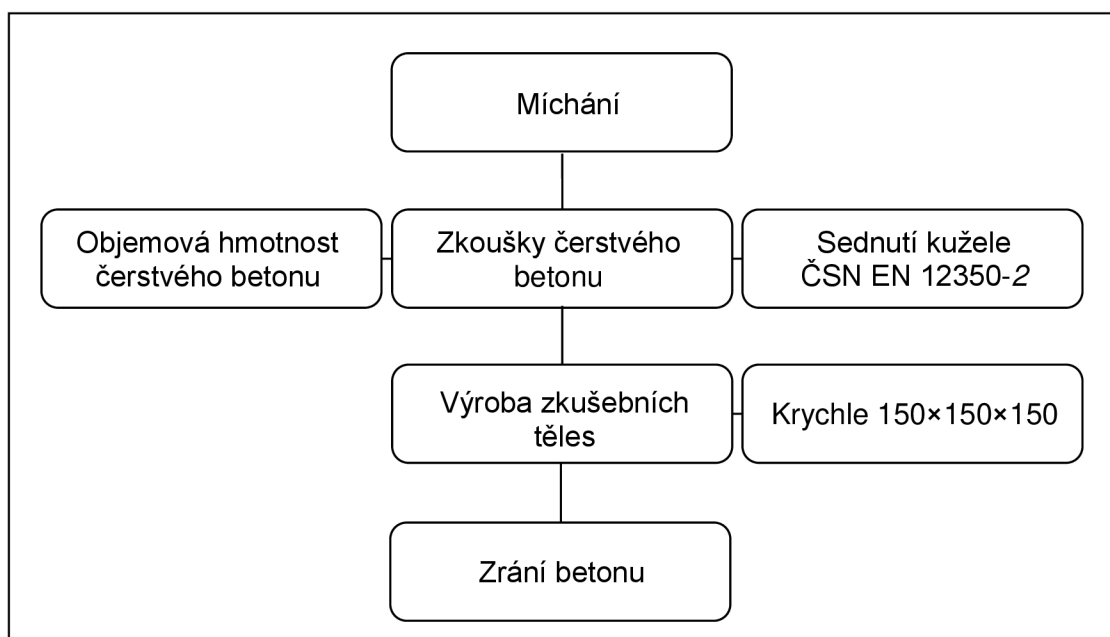 Míchání
Objemová hmotnost
čerstvého betonu
Zkoušky čerstvého
betonu
Sednutí kužele
ČSN EN 12350-2
Výroba zkušebních
těles
Krychle 150×150×150
Zrání betonu